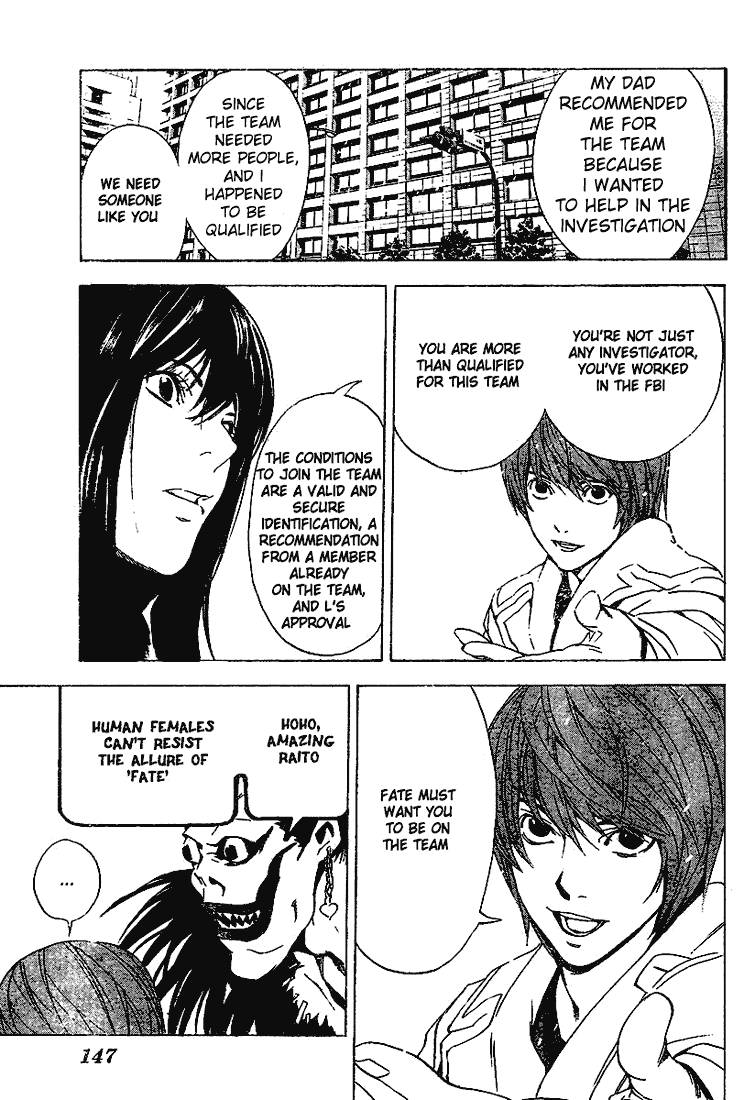 MY DAD
RECOMMENDED
ME FOR
THE TEAM
BECAUSE
I WANTED
TO HELP IN THE
INVESTIGATION
SINCE
THE TEAM
NEEDED
MORE PEOPLE,
AND I
HAPPENED
TO BE
QUALIFIED
WE NEED
SOMEONE
LIKE YOU
YOU'RE NOT JUST
ANY INVESTIGATOR,
YOU'VE WORKED
IN THE FBI
YOU ARE MORE
THAN QUALIFIED
FOR THIS TEAM
THE CONDITIONS
TO JOIN THE TEAM
ARE A VALID AND
SECURE
IDENTIFICATION, A
RECOMMENDATION
FROM A MEMBER
ALREADY
ON THE TEAM,
AND L'S
APPROVAL
FATE MUST
WANT YOU
TO BE ON
THE TEAM
HOHO,
AMAZING
RAITO
HUMAN FEMALES
CAN'T RESIST
THE ALLURE OF
'FATE'
...
147